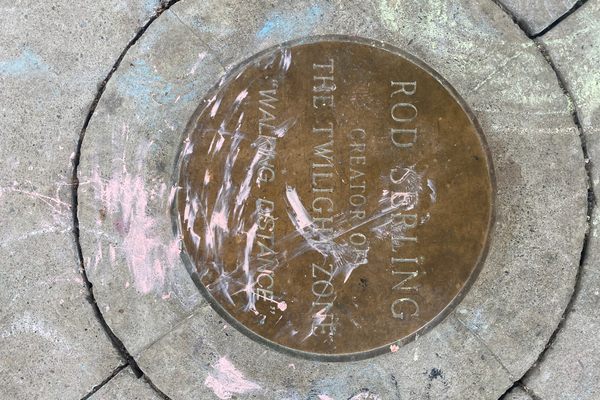 ROD SERLING
CREATOR OF
THE TWILIGHT ZONE
"WALKING DISTANCE"